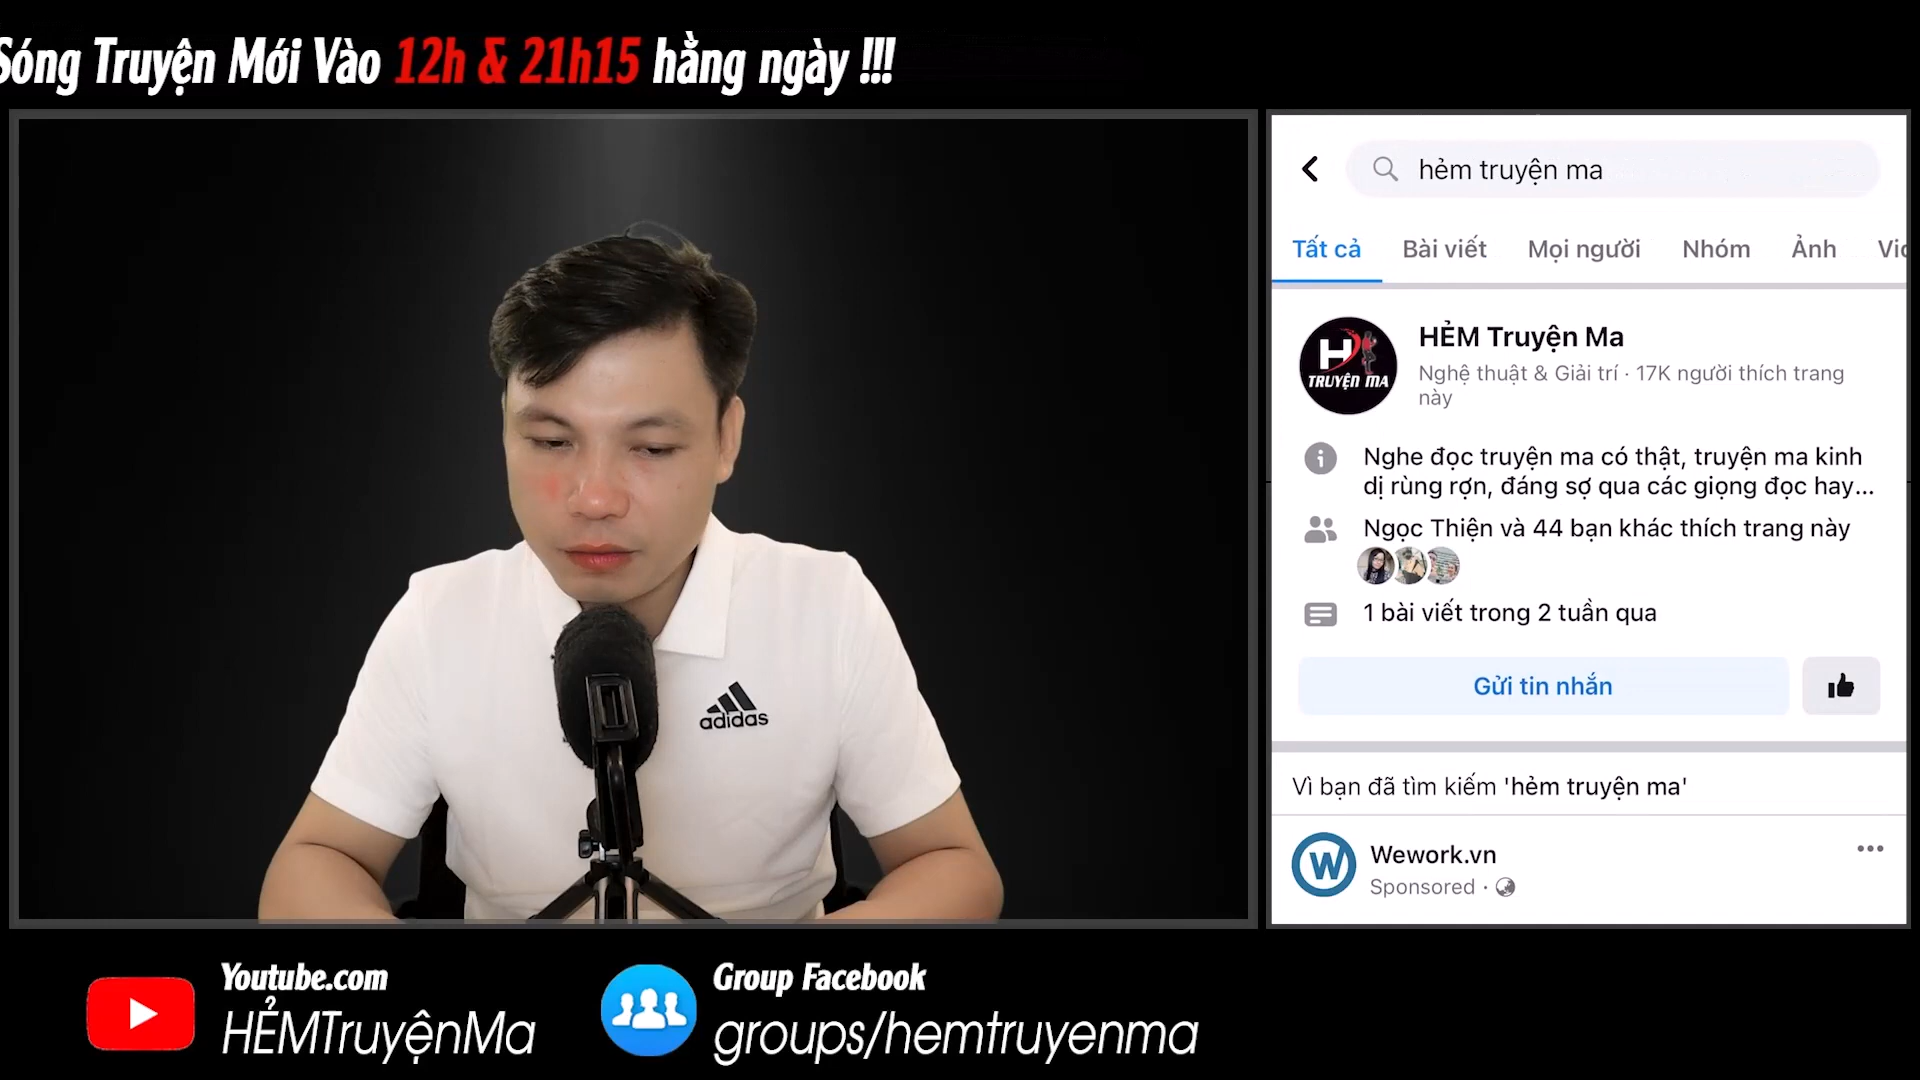 Sóng Truyện Mới Vào 12h & 21h15 hằng ngày !!!
hẻm truyện ma
Tất cả Bài viết Mọi người Nhóm Ảnh Vid
H
TRUYỆN MA
HẺM Truyện Ma
Nghệ thuật & Giải trí · 17K người thích trang
này
Nghe đọc truyện ma có thật, truyện ma kinh
dị rùng rợn, đáng sợ qua các giọng đọc hay...
Ngọc Thiện và 44 bạn khác thích trang này
1 bài viết trong 2 tuần qua
Gửi tin nhắn
Vì bạn đã tìm kiếm 'hẻm truyện ma'
W
Wework.vn
Sponsored ·
adidas
Youtube.com
HẺMTruyệnMa
Group Facebook
groups/hemtruyenma